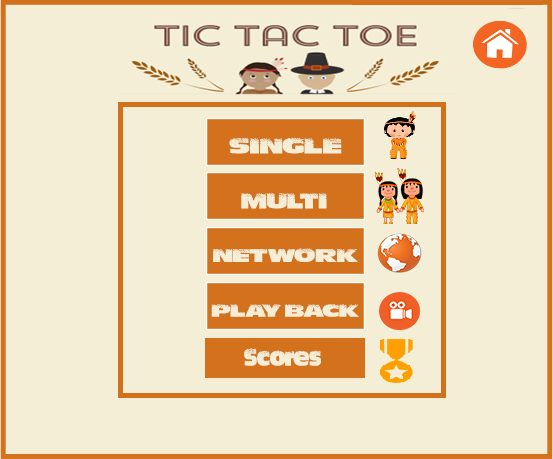 TIC TAC TOE
SINGLE
MULTI
NETWORK
PLAY BACK
Scores